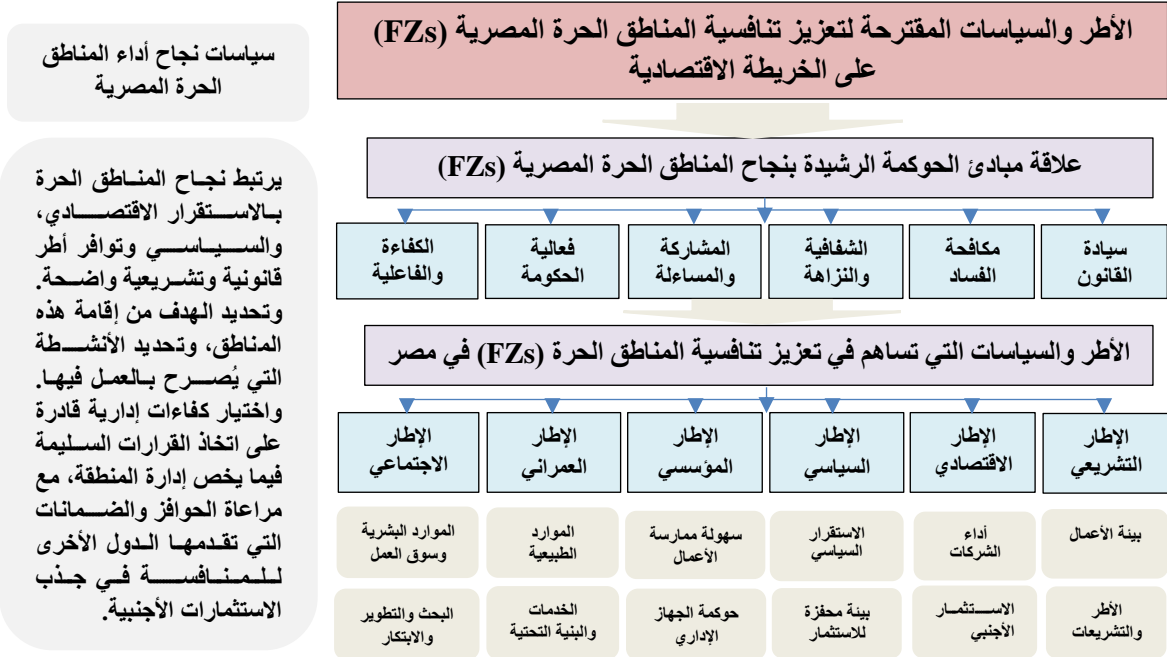 الأطر والسياسات المقترحة لتعزيز تنافسية المناطق الحرة المصرية (FZs)
على الخريطة الاقتصادية
علاقة مبادئ الحوكمة الرشيدة بنجاح المناطق الحرة المصرية (FZs)
سيادة
القانون
مكافحة
الفساد
الشفافية
والنزاهة
المشاركة
والمساءلة
فعالية
الحكومة
الكفاءة
والفاعلية
الأطر والسياسات التي تساهم في تعزيز تنافسية المناطق الحرة (FZs) في مصر
الإطار
التشريعي
الإطار
الاقتصادي
الإطار
السياسي
الإطار
المؤسسي
الإطار
العمراني
الإطار
الاجتماعي
بيئة الأعمال
أداء
الشركات
الاستقرار
السياسي
سهولة ممارسة
الأعمال
الموارد
الطبيعية
الموارد البشرية
وسوق العمل
الأطر
والتشريعات
الاستثمار
الأجنبي
بيئة محفزة
للاستثمار
حوكمة الجهاز
الإداري
الخدمات
والبنية التحتية
البحث والتطوير
والابتكار
سياسات نجاح أداء المناطق
الحرة المصرية
يرتبط نجاح المناطق الحرة
بالاستقرار الاقتصادي،
والسياسي وتوافر أطر
قانونية وتشريعية واضحة.
وتحديد الهدف من إقامة هذه
المناطق، وتحديد الأنشطة
التي يُصرح بالعمل فيها.
واختيار كفاءات إدارية قادرة
على اتخاذ القرارات السليمة
فيما يخص إدارة المنطقة، مع
مراعاة الحوافز والضمانات
التي تقدمها الدول الأخرى
للمنافسة في جذب
الاستثمارات الأجنبية.